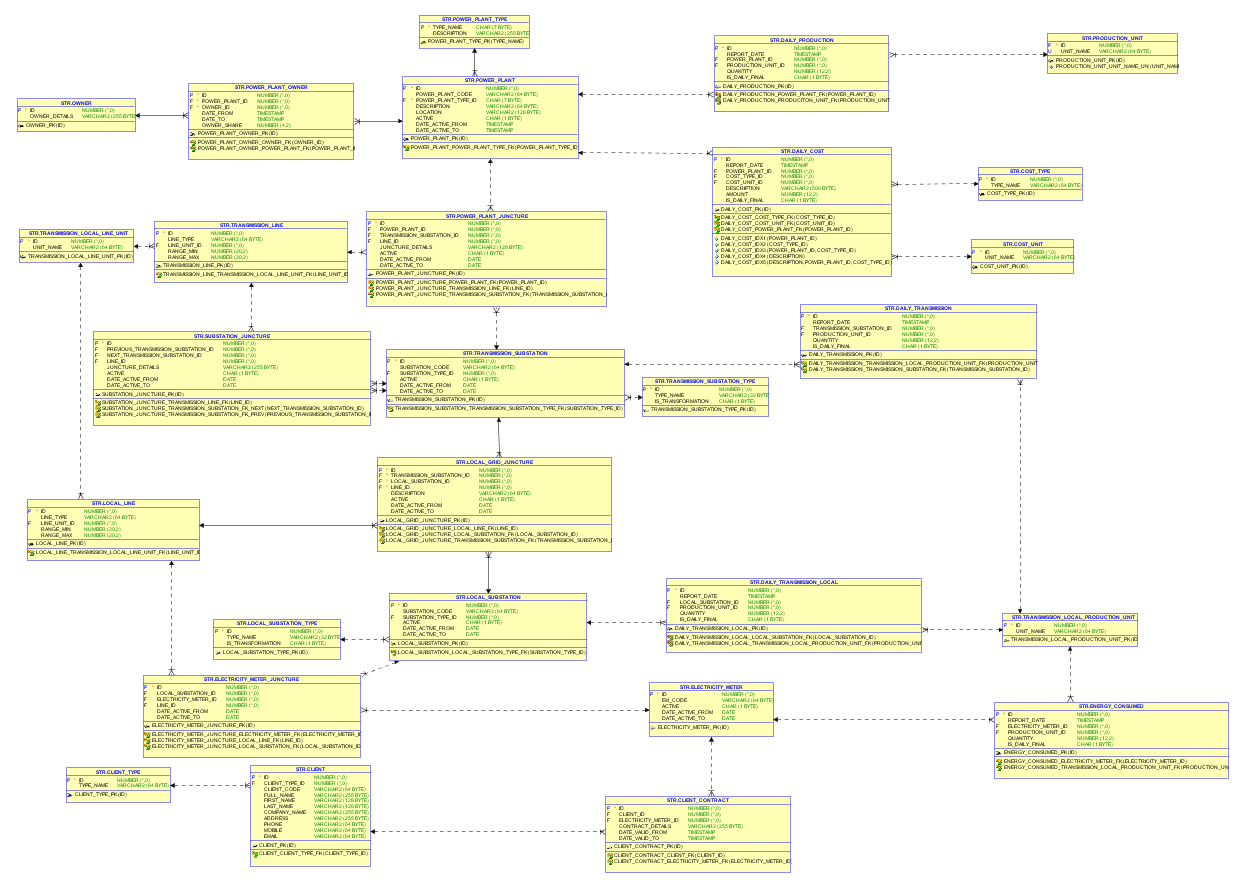 STR.POWER_PLANT_TYPE
P * TYPE_NAME CHAR (7 BYTE)
DESCRIPTION VARCHAR2 (255 BYTE
POWER_PLANT_TYPE_PK (TYPE_NAME)
STR.DAILY_PRODUCTION
P * ID NUMBER (*,0)
REPORT_DATE TIMESTAMP
F POWER_PLANT_ID NUMBER (*,0)
F PRODUCTION_UNIT_ID NUMBER (*,0)
QUANTITY NUMBER (12,2)
IS_DAILY_FINAL CHAR (1 BYTE)
DAILY_PRODUCTION_PK (ID)
DAILY_PRODUCTION_POWER_PLANT_FK (POWER_PLANT_ID)
DAILY_PRODUCTION_PRODUCTION_UNIT_FK (PRODUCTION_UNIT
STR.PRODUCTION_UNIT
P * ID NUMBER (*,0)
U UNIT_NAME VARCHAR2 (64 BYTE)
PRODUCTION_UNIT_PK (ID)
PRODUCTION_UNIT_UNIT_NAME_UN (UNIT_NAM
STR.OWNER
P * ID NUMBER (*,0)
OWNER_DETAILS VARCHAR2 (255 BYTE
OWNER_PK (ID)
STR.POWER_PLANT_OWNER
P * ID NUMBER (*,0)
F * POWER_PLANT_ID NUMBER (*,0)
F * OWNER_ID NUMBER (*,0)
DATE_FROM TIMESTAMP
DATE_TO TIMESTAMP
OWNER_SHARE NUMBER (4,2)
POWER_PLANT_OWNER_PK (ID)
POWER_PLANT_OWNER_OWNER_FK (OWNER_ID)
POWER_PLANT_OWNER_POWER_PLANT_FK (POWER_PLANT_I
STR.POWER_PLANT
P * ID NUMBER (*,0)
POWER_PLANT_CODE VARCHAR2 (64 BYTE)
F * POWER_PLANT_TYPE_ID CHAR (7 BYTE)
DESCRIPTION VARCHAR2 (64 BYTE)
LOCATION VARCHAR2 (128 BYTE)
ACTIVE CHAR (1 BYTE)
DATE_ACTIVE_FROM TIMESTAMP
DATE_ACTIVE_TO TIMESTAMP
POWER_PLANT_PK (ID)
POWER_PLANT_POWER_PLANT_TYPE_FK (POWER_PLANT_TYPE_ID
STR.DAILY_COST
P * ID NUMBER (*,0)
REPORT_DATE TIMESTAMP
F POWER_PLANT_ID NUMBER (*,0)
F COST_TYPE_ID NUMBER (*,0)
F COST_UNIT_ID NUMBER (*,0)
DESCRIPTION VARCHAR2 (500 BYTE)
AMOUNT NUMBER (12,2)
IS_DAILY_FINAL CHAR (1 BYTE)
DAILY_COST_PK (ID)
DAILY_COST_COST_TYPE_FK (COST_TYPE_ID)
DAILY_COST_COST_UNIT_FK (COST_UNIT_ID)
DAILY_COST_POWER_PLANT_FK (POWER_PLANT_ID)
DAILY_COST_IDX1 (POWER_PLANT_ID)
DAILY_COST_IDX2 (COST_TYPE_ID)
DAILY_COST_IDX3 (POWER_PLANT_ID, COST_TYPE_ID)
DAILY_COST_IDX4 (DESCRIPTION)
DAILY_COST_IDX5 (DESCRIPTION, POWER_PLANT_ID, COST_TYPE_ID
STR.COST_TYPE
P * ID NUMBER (*,0)
TYPE_NAME VARCHAR2 (64 BYTE)
COST_TYPE_PK (ID)
STR.COST_UNIT
P * ID NUMBER (*,0)
UNIT_NAME VARCHAR2 (64 BYTE)
COST_UNIT_PK (ID)
STR.TRANSMISSION_LOCAL_LINE_UNIT
P * ID NUMBER (*,0)
UNIT_NAME VARCHAR2 (64 BYTE)
TRANSMISSION_LOCAL_LINE_UNIT_PK (ID)
STR.TRANSMISSION_LINE
P * ID NUMBER (*,0)
LINE_TYPE VARCHAR2 (64 BYTE)
F LINE_UNIT_ID NUMBER (*,0)
RANGE_MIN NUMBER (20,2)
RANGE_MAX NUMBER (20,2)
TRANSMISSION_LINE_PK (ID)
TRANSMISSION_LINE_TRANSMISSION_LOCAL_LINE_UNIT_FK (LINE_UNIT_ID
STR.POWER_PLANT_JUNCTURE
P * ID NUMBER (*,0)
F POWER_PLANT_ID NUMBER (*,0)
F TRANSMISSION_SUBSTATION_ID NUMBER (*,0)
F LINE_ID NUMBER (*,0)
JUNCTURE_DETAILS VARCHAR2 (128 BYTE)
ACTIVE CHAR (1 BYTE)
DATE_ACTIVE_FROM DATE
DATE_ACTIVE_TO DATE
POWER_PLANT_JUNCTURE_PK (ID)
POWER_PLANT_JUNCTURE_POWER_PLANT_FK (POWER_PLANT_ID)
POWER_PLANT_JUNCTURE_TRANSMISSION_LINE_FK (LINE_ID)
POWER_PLANT_JUNCTURE_TRANSMISSION_SUBSTATION_FK (TRANSMISSION_SUBSTATION_I
STR.DAILY_TRANSMISSION
P * ID NUMBER (*,0)
REPORT_DATE TIMESTAMP
F TRANSMISSION_SUBSTATION_ID NUMBER (*,0)
F PRODUCTION_UNIT_ID NUMBER (*,0)
QUANTITY NUMBER (12,2)
IS_DAILY_FINAL CHAR (1 BYTE)
DAILY_TRANSMISSION_PK (ID)
DAILY_TRANSMISSION_TRANSMISSION_LOCAL_PRODUCTION_UNIT_FK (PRODUCTION_UNIT
DAILY_TRANSMISSION_TRANSMISSION_SUBSTATION_FK (TRANSMISSION_SUBSTATION_ID)
STR.SUBSTATION_JUNCTURE
P * ID NUMBER (*,0)
F PREVIOUS_TRANSMISSION_SUBSTATION_ID NUMBER (*,0)
F NEXT_TRANSMISSION_SUBSTATION_ID NUMBER (*,0)
F LINE_ID NUMBER (*,0)
JUNCTURE_DETAILS VARCHAR2 (255 BYTE)
ACTIVE CHAR (1 BYTE)
DATE_ACTIVE_FROM DATE
DATE_ACTIVE_TO DATE
SUBSTATION_JUNCTURE_PK (ID)
SUBSTATION_JUNCTURE_TRANSMISSION_LINE_FK (LINE_ID)
SUBSTATION_JUNCTURE_TRANSMISSION_SUBSTATION_FK_NEXT (NEXT_TRANSMISSION_SUBSTATION_ID)
SUBSTATION_JUNCTURE_TRANSMISSION_SUBSTATION_FK_PREV (PREVIOUS_TRANSMISSION_SUBSTATION_I
STR.TRANSMISSION_SUBSTATION
P * ID NUMBER (*,0)
SUBSTATION_CODE VARCHAR2 (64 BYTE)
F * SUBSTATION_TYPE_ID NUMBER (*,0)
ACTIVE CHAR (1 BYTE)
DATE_ACTIVE_FROM DATE
DATE_ACTIVE_TO DATE
TRANSMISSION_SUBSTATION_PK (ID)
TRANSMISSION_SUBSTATION_TRANSMISSION_SUBSTATION_TYPE_FK (SUBSTATION_TYPE_ID)
STR.TRANSMISSION_SUBSTATION_TYPE
P * ID NUMBER (*,0)
TYPE_NAME VARCHAR2 (32 BYTE
IS_TRANSFORMATION CHAR (1 BYTE)
TRANSMISSION_SUBSTATION_TYPE_PK (ID)
STR.LOCAL_GRID_JUNCTURE
P * ID NUMBER (*,0)
F * TRANSMISSION_SUBSTATION_ID NUMBER (*,0)
F * LOCAL_SUBSTATION_ID NUMBER (*,0)
F * LINE_ID NUMBER (*,0)
DESCRIPTION VARCHAR2 (64 BYTE)
ACTIVE CHAR (1 BYTE)
DATE_ACTIVE_FROM DATE
DATE_ACTIVE_TO DATE
LOCAL_GRID_JUNCTURE_PK (ID)
LOCAL_GRID_JUNCTURE_LOCAL_LINE_FK (LINE_ID)
LOCAL_GRID_JUNCTURE_LOCAL_SUBSTATION_FK (LOCAL_SUBSTATION_ID)
LOCAL_GRID_JUNCTURE_TRANSMISSION_SUBSTATION_FK (TRANSMISSION_SUBSTATION
STR.LOCAL_LINE
P * ID NUMBER (*,0)
LINE_TYPE VARCHAR2 (64 BYTE)
F LINE_UNIT_ID NUMBER (*,0)
RANGE_MIN NUMBER (20,2)
RANGE_MAX NUMBER (20,2)
LOCAL_LINE_PK (ID)
LOCAL_LINE_TRANSMISSION_LOCAL_LINE_UNIT_FK (LINE_UNIT_ID
STR.DAILY_TRANSMISSION_LOCAL
P * ID NUMBER (*,0)
REPORT_DATE TIMESTAMP
F LOCAL_SUBSTATION_ID NUMBER (*,0)
F PRODUCTION_UNIT_ID NUMBER (*,0)
QUANTITY NUMBER (12,2)
IS_DAILY_FINAL CHAR (1 BYTE)
DAILY_TRANSMISSION_LOCAL_PK (ID)
DAILY_TRANSMISSION_LOCAL_LOCAL_SUBSTATION_FK (LOCAL_SUBSTATION_ID)
DAILY_TRANSMISSION_LOCAL_TRANSMISSION_LOCAL_PRODUCTION_UNIT_FK (PRODUCTION_UNI
STR.LOCAL_SUBSTATION
P * ID NUMBER (*,0)
SUBSTATION_CODE VARCHAR2 (64 BYTE)
F * SUBSTATION_TYPE_ID NUMBER (*,0)
ACTIVE CHAR (1 BYTE)
DATE_ACTIVE_FROM DATE
DATE_ACTIVE_TO DATE
LOCAL_SUBSTATION_PK (ID)
LOCAL_SUBSTATION_LOCAL_SUBSTATION_TYPE_FK (SUBSTATION_TYPE_ID)
STR.LOCAL_SUBSTATION_TYPE
P * ID NUMBER (*,0)
TYPE_NAME VARCHAR2 (32 BYTE
IS_TRANSFORMATION CHAR (1 BYTE)
LOCAL_SUBSTATION_TYPE_PK (ID)
STR.TRANSMISSION_LOCAL_PRODUCTION_UNIT
P * ID NUMBER (*,0)
UNIT_NAME VARCHAR2 (64 BYTE)
TRANSMISSION_LOCAL_PRODUCTION_UNIT_PK (ID
STR.ELECTRICITY_METER_JUNCTURE
P * ID NUMBER (*,0)
F LOCAL_SUBSTATION_ID NUMBER (*,0)
F ELECTRICITY_METER_ID NUMBER (*,0)
F LINE_ID NUMBER (*,0)
DATE_ACTIVE_FROM DATE
DATE_ACTIVE_TO DATE
ELECTRICITY_METER_JUNCTURE_PK (ID)
ELECTRICITY_METER_JUNCTURE_ELECTRICITY_METER_FK (ELECTRICITY_METER_I
ELECTRICITY_METER_JUNCTURE_LOCAL_LINE_FK (LINE_ID)
ELECTRICITY_METER_JUNCTURE_LOCAL_SUBSTATION_FK (LOCAL_SUBSTATION_ID
STR.ELECTRICITY_METER
P * ID NUMBER (*,0)
EM_CODE VARCHAR2 (64 BYTE)
ACTIVE CHAR (1 BYTE)
DATE_ACTIVE_FROM DATE
DATE_ACTIVE_TO DATE
ELECTRICITY_METER_PK (ID)
STR.ENERGY_CONSUMED
P * ID NUMBER (*,0)
REPORT_DATE TIMESTAMP
F ELECTRICITY_METER_ID NUMBER (*,0)
F PRODUCTION_UNIT_ID NUMBER (*,0)
QUANTITY NUMBER (12,2)
IS_DAILY_FINAL CHAR (1 BYTE)
ENERGY_CONSUMED_PK (ID)
ENERGY_CONSUMED_ELECTRICITY_METER_FK (ELECTRICITY_METER_ID)
ENERGY_CONSUMED_TRANSMISSION_LOCAL_PRODUCTION_UNIT_FK (PRODUCTION_UN
STR.CLIENT_TYPE
P * ID NUMBER (*,0)
TYPE_NAME VARCHAR2 (64 BYTE)
CLIENT_TYPE_PK (ID)
STR.CLIENT
P * ID NUMBER (*,0)
F CLIENT_TYPE_ID NUMBER (*,0)
CLIENT_CODE VARCHAR2 (64 BYTE)
FULL_NAME VARCHAR2 (255 BYTE)
FIRST_NAME VARCHAR2 (128 BYTE)
LAST_NAME VARCHAR2 (128 BYTE)
COMPANY_NAME VARCHAR2 (255 BYTE)
ADDRESS VARCHAR2 (255 BYTE)
PHONE VARCHAR2 (64 BYTE)
MOBILE VARCHAR2 (64 BYTE)
EMAIL VARCHAR2 (64 BYTE)
CLIENT_PK (ID)
CLIENT_CLIENT_TYPE_FK (CLIENT_TYPE_ID)
STR.CLIENT_CONTRACT
P * ID NUMBER (*,0)
F CLIENT_ID NUMBER (*,0)
F ELECTRICITY_METER_ID NUMBER (*,0)
CONTRACT_DETAILS VARCHAR2 (255 BYTE)
DATE_VALID_FROM TIMESTAMP
DATE_VALID_TO TIMESTAMP
CLIENT_CONTRACT_PK (ID)
CLIENT_CONTRACT_CLIENT_FK (CLIENT_ID)
CLIENT_CONTRACT_ELECTRICITY_METER_FK (ELECTRICITY_METER_ID